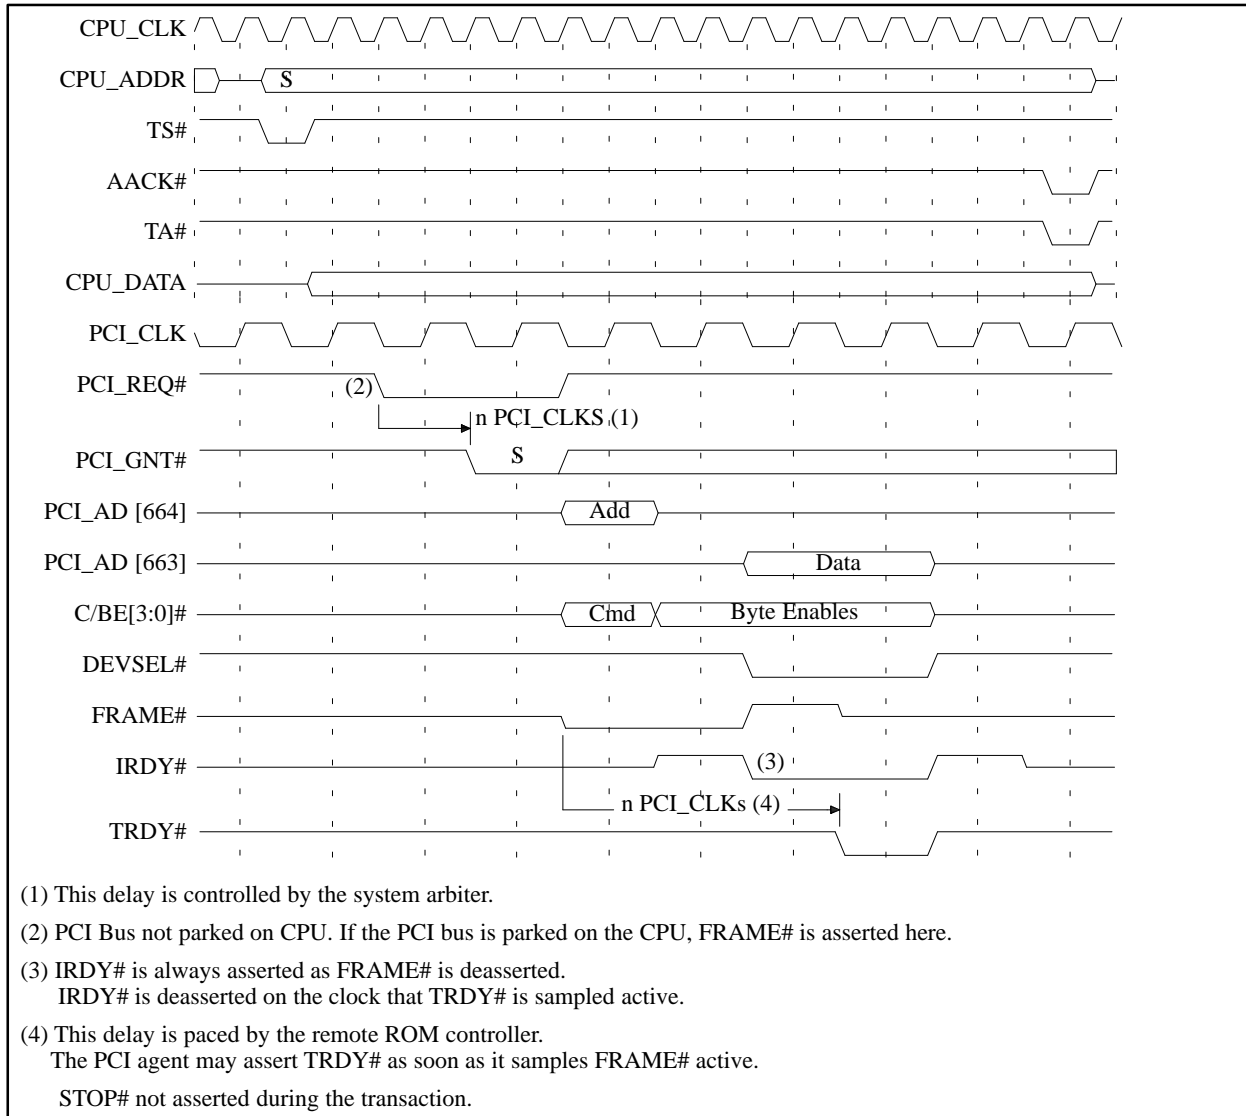 CPU_CLK
CPU_ADDR S
TS#
AACK#
TA#
CPU_DATA
PCI_CLK
PCI_REQ# (2)
n PCI_CLKS (1)
PCI_GNT# S
PCI_AD [664] Add
PCI_AD [663] Data
C/BE[3:0]# Cmd Byte Enables
DEVSEL#
FRAME#
IRDY# (3)
n PCI_CLKs (4)
TRDY#
(1) This delay is controlled by the system arbiter.
(2) PCI Bus not parked on CPU. If the PCI bus is parked on the CPU, FRAME# is asserted here.
(3) IRDY# is always asserted as FRAME# is deasserted.
IRDY# is deasserted on the clock that TRDY# is sampled active.
(4) This delay is paced by the remote ROM controller.
The PCI agent may assert TRDY# as soon as it samples FRAME# active.
STOP# not asserted during the transaction.